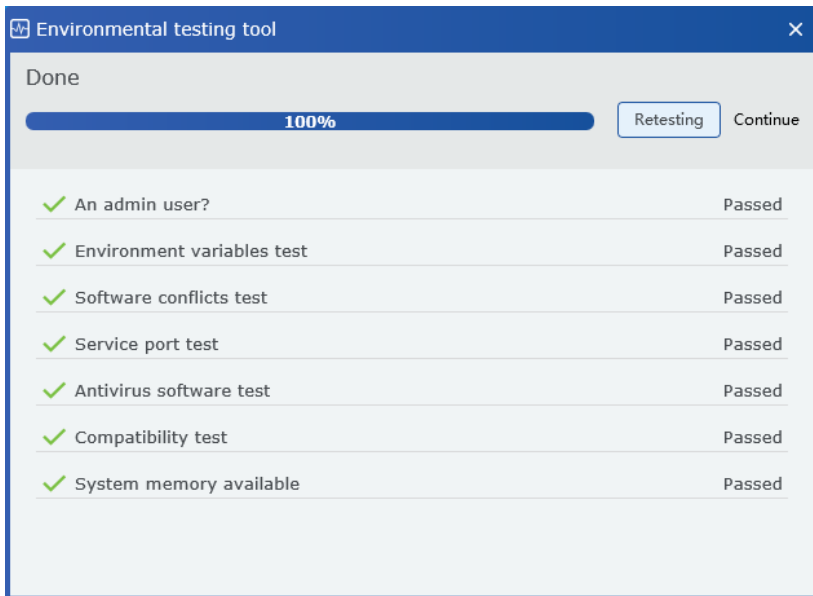 Environmental testing tool
Done
100%
Retesting
Continue
An admin user? Passed
Environment variables test Passed
Software conflicts test Passed
Service port test Passed
Antivirus software test Passed
Compatibility test Passed
System memory available Passed